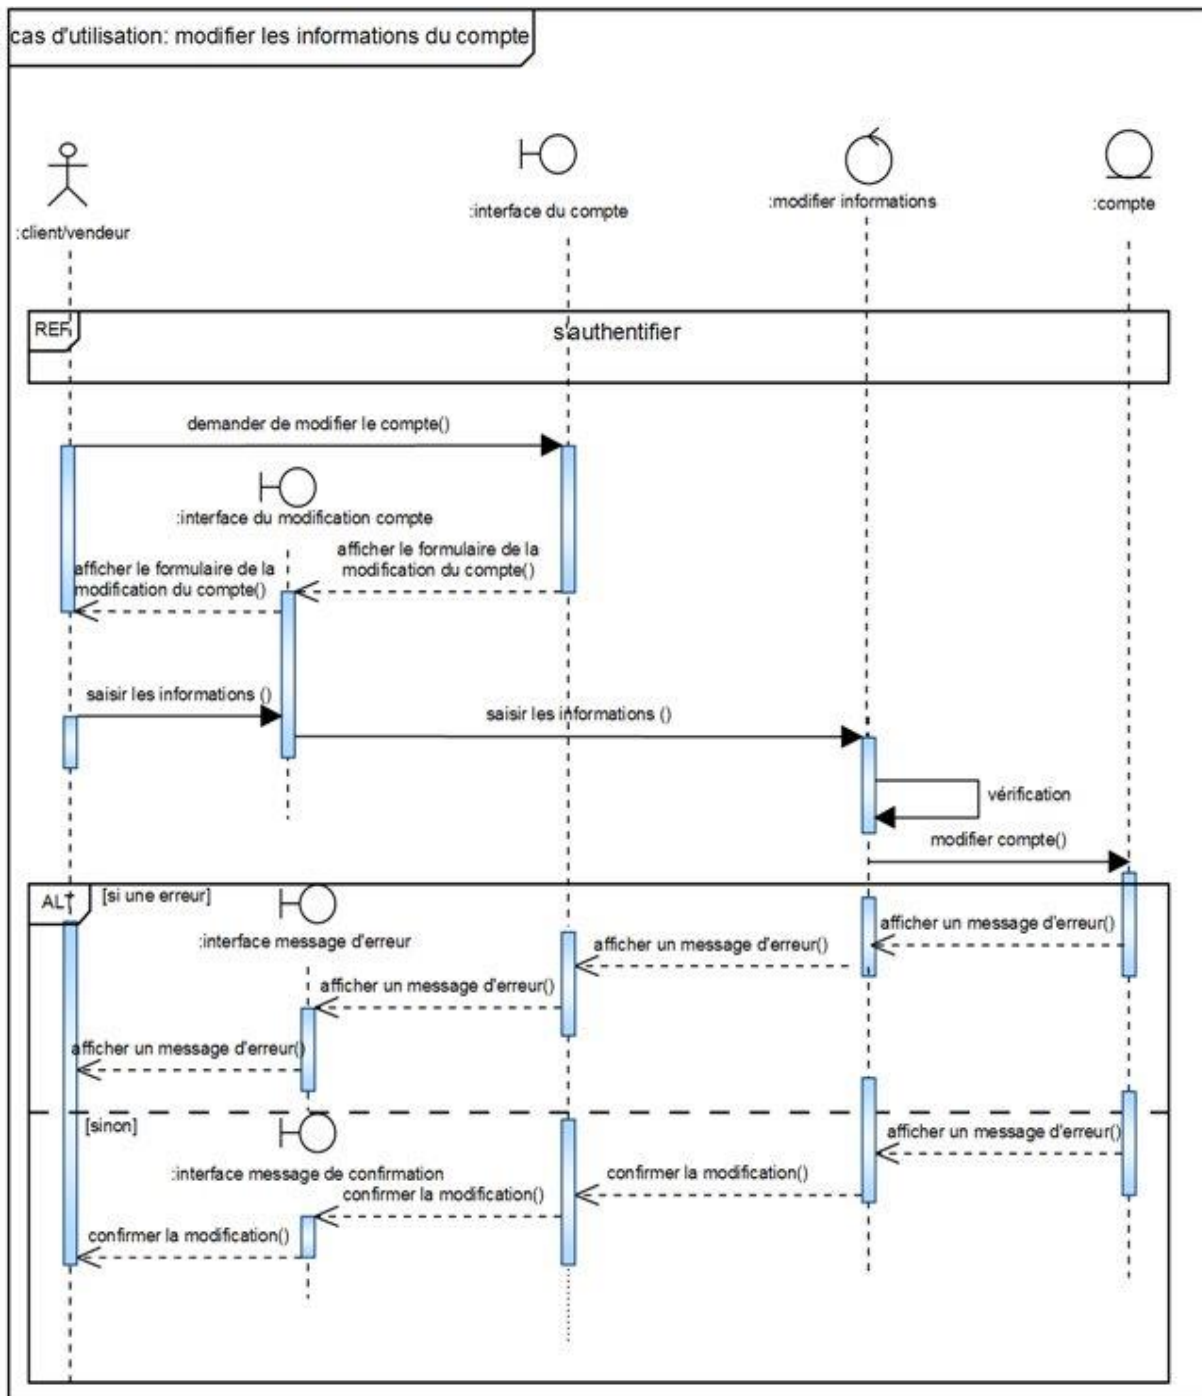 cas d'utilisation: modifier les informations du compte
:client/vendeur
:interface du compte
:modifier informations
:compte
REF
s'authentifier
demander de modifier le compte()
:interface du modification compte
afficher le formulaire de la
modification du compte()
afficher le formulaire de la
modification du compte()
saisir les informations ()
saisir les informations ()
vérification
modifier compte()
ALT
[si une erreur]
:interface message d'erreur
afficher un message d'erreur()
afficher un message d'erreur()
afficher un message d'erreur()
afficher un message d'erreur()
[sinon]
:interface message de confirmation
afficher un message d'erreur()
confirmer la modification()
confirmer la modification()
confirmer la modification()